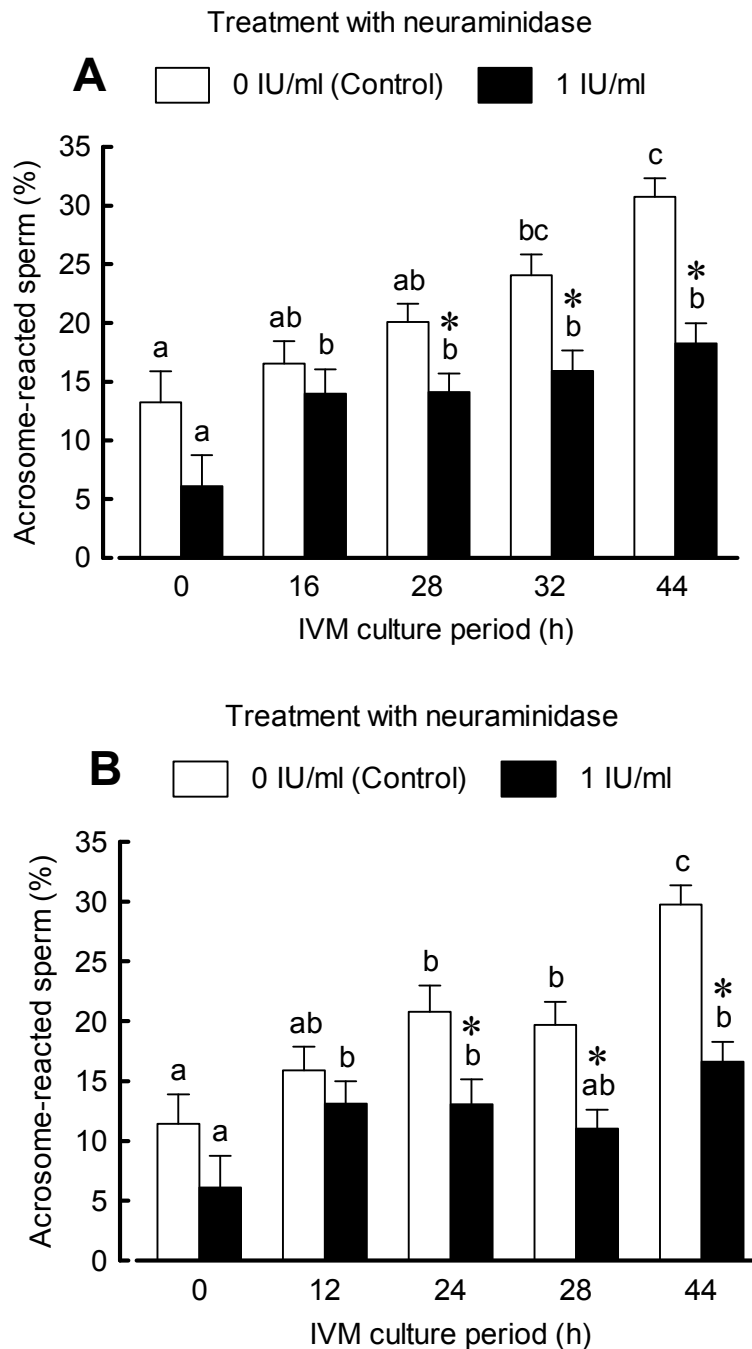 Treatment with neuraminidase
A
0 IU/ml (Control)
1 IU/ml
Acrosome-reacted sperm (%)
35
30
25
20
15
10
5
0
a
a
ab
b
ab
*
b
bc
*
b
c
*
b
0 16 28 32 44
IVM culture period (h)
Treatment with neuraminidase
B
0 IU/ml (Control)
1 IU/ml
Acrosome-reacted sperm (%)
35
30
25
20
15
10
5
0
a
a
ab
b
b
*
b
b
*
ab
c
*
b
0 12 24 28 44
IVM culture period (h)